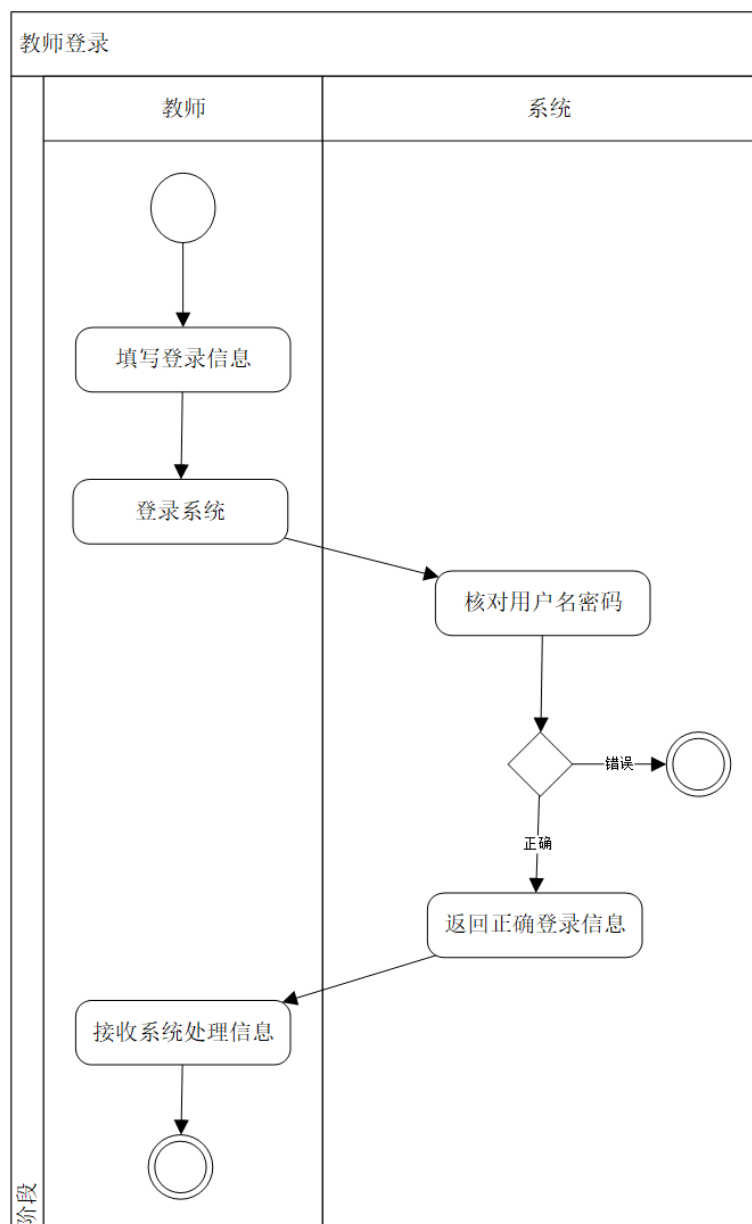 教师登录
教师
系统
填写登录信息
登录系统
核对用户名密码
错误
正确
返回正确登录信息
接收系统处理信息
阶段